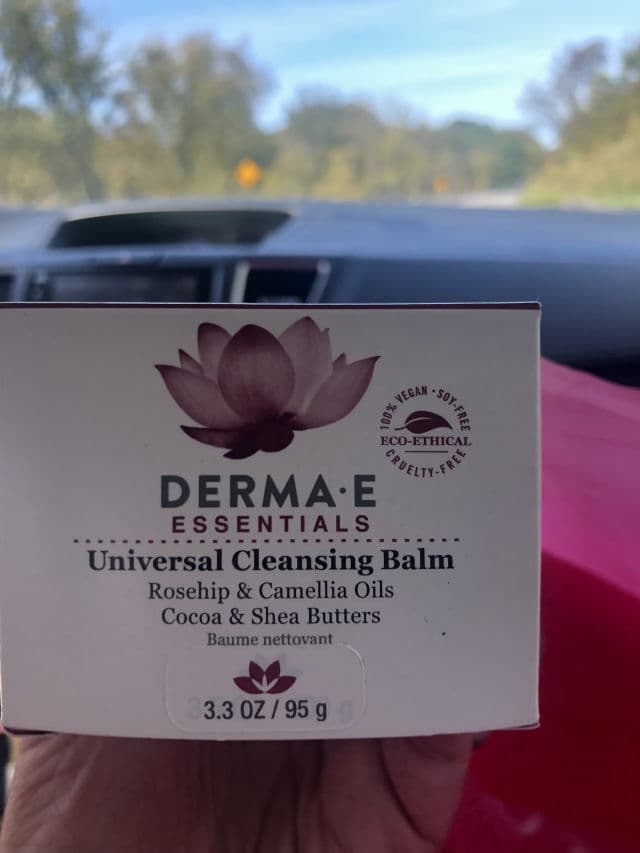 DERMA·E
ESSENTIALS
100% VEGAN • SOY-FREE
ECO-ETHICAL
CRUELTY-FREE
Universal Cleansing Balm
Rosehip & Camellia Oils
Cocoa & Shea Butters
Baume nettoyant
3.3 OZ / 95 g